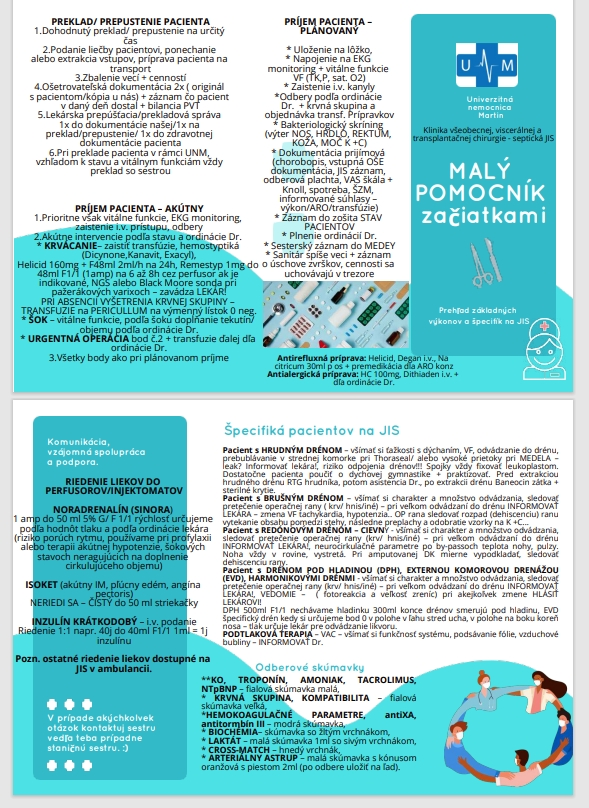 PREKLAD/ PREPUSTENIE PACIENTA
1.Dohodnutý preklad/ prepustenie na určitý
čas
2.Podanie liečby pacientovi, ponechanie
alebo extrakcia vstupov, príprava pacienta na
transport
3.Zbalenie vecí + cenností
4.Ošetrovateľská dokumentácia 2x ( originál
s pacientom/kópia u nás) + záznam čo pacient
v daný deň dostal + bilancia PVT
5.Lekárska prepúšťacia/prekladová správa
1x do dokumentácie našej/1x na
preklad/prepustenie/ 1x do zdravotnej
dokumentácie pacienta
6.Pri preklade pacienta v rámci UNM,
vzhľadom k stavu a vitálnym funkciám vždy
preklad so sestrou
PRÍJEM PACIENTA – AKÚTNY
1.Prioritne však vitálne funkcie, EKG monitoring,
zaistenie i.v. prístupu, odbery
2.Akútne intervencie podľa stavu a ordinácie Dr.
* KRVÁCANIE– zaistiť transfúzie, hemostyptiká
(Dicynone,Kanavit, Exacyl),
Helicid 160mg + F48ml 2ml/h na 24h, Remestyp 1mg do
48ml F1/1 (1amp) na 6 až 8h cez perfusor ak je
indikované, NGS alebo Black Moore sonda pri
pažerákových varixoch – zavádza LEKÁR!
PRI ABSENCII VYŠETRENIA KRVNEJ SKUPINY –
TRANSFÚZIE na PERICULUM na výmenný lístok 0 neg.
* ŠOK – vitálne funkcie, podľa šoku dopĺňanie tekutín/
objemu podľa ordinácie Dr.
* URGENTNÁ OPERÁCIA bod č.2 + transfúzie ďalej dľa
ordinácie Dr.
3.Všetky body ako pri plánovanom príjme
PRÍJEM PACIENTA –
PLÁNOVANÝ
* Uloženie na lôžko,
* Napojenie na EKG
monitoring + vitálne funkcie
VF (TK,P, sat. O2)
* Zaistenie i.v. kanyly
*Odbery podľa ordinácie
Dr. + krvná skupina a
objednávka transf. Prípravkov
* Bakteriologický skríning
(výter NOS, HRDLO, REKTUM,
KOŽA, MOČ K +C)
* Dokumentácia prijímová
(chorobopis, vstupná OŠE
dokumentácia, JIS záznam,
odberová plachta, VAS škála +
Knoll, spotreba, ŠZM,
informované súhlasy –
výkon/ARO/transfúzie)
* Záznam do zošita STAV
PACIENTOV
* Plnenie ordinácií Dr.
* Sesterský záznam do MEDEY
* Sanitár spíše veci + záznam
o úschove zvrškov, cennosti sa
uchovávajú v trezore
Antirefluxná príprava: Helicid, Degan i.v., Na
citricum 30ml p os + premedikácia dľa ARO konz
Antialergická príprava: HC 100mg, Dithiaden i.v. +
dľa ordinácie Dr.
U M
Univerzitná
nemocnica
Martin
Klinika všeobecnej, viscerálnej a
transplantačnej chirurgie - septická JIS
MALÝ
POMOCNÍK
začiatkami
Prehľad základných
výkonov a špecifík na JIS
Komunikácia,
vzájomná spolupráca
a podpora.
RIEDENIE LIEKOV DO
PERFUSOROV/INJEKTOMATOV
NORADRENALÍN (SINORA)
1 amp do 50 ml 5% G/ F 1/1 rýchlosť určujeme
podľa hodnôt tlaku a podľa ordinácie lekára
(riziko porúch rytmu, používame pri profylaxii
alebo terapii akútnej hypotenzie, šokových
stavoch neragujúcich na doplnenie
cirkulujúceho objemu)
ISOKET (akútny IM, pľúcny edém, angína
pectoris)
NERIEDI SA – ČISTÝ do 50 ml striekačky
INZULÍN KRÁTKODOBÝ – i.v. podanie
Riedenie 1:1 napr. 40j do 40ml F1/1 1ml = 1j
inzulínu
Pozn. ostatné riedenie liekov dostupné na
JIS v ambulancii.
V prípade akýchkoľvek
otázok kontaktuj sestru
vedľa teba prípadne
staničnú sestru. :)
Špecifiká pacientov na JIS
Pacient s HRUDNÝM DRÉNOM – všímať si ťažkosti s dýchaním, VF, odvádzanie do drénu,
prebublávanie v strednej komorke pri Thoraseal/ alebo vysoké prietoky pri MEDELA –
leak? Informovať lekára!, riziko odpojenia drénov!!! Spojky vždy fixovať leukoplastom.
Dostatočne pacienta poučiť o dychovej gymnastike + praktizovať. Pred extrakciou
hrudného drénu RTG hrudníka, potom asistencia Dr., po extrakcii drénu Baneocin zátka +
sterilné krytie.
Pacient s BRUŠNÝM DRÉNOM – všímať si charakter a množstvo odvádzania, sledovať
pretečenie operačnej rany ( krv/ hnis/iné) – pri veľkom odvádzaní do drénu INFORMOVAŤ
LEKÁRA – zmena VF tachykardia, hypotenzia.. OP rana sledovať rozpad (dehiscenciu) rany
vytekanie obsahu pomedzi stehy, následne preplachy a odobratie vzorky na K +C...
Pacient s REDONOVÝM DRÉNOM – CIEVNY - všímať si charakter a množstvo odvádzania,
sledovať pretečenie operačnej rany (krv/ hnis/iné) – pri veľkom odvádzaní do drénu
INFORMOVAŤ LEKÁRA!, neurocirkulačné parametre po by-passoch teplota nohy, pulzy.
Noha vždy v rovine, vystretá. Pri amputovanej DK mierne vypodkladať, sledovať
dehiscenciu rany.
Pacient s DRÉNOM POD HLADINOU (DPH), EXTERNOU KOMOROVOU DRENÁŽOU
(EVD), HARMONIKOVÝMI DRÉNMI - všímať si charakter a množstvo odvádzania, sledovať
pretečenie operačnej rany (krv/ hnis/iné) – pri veľkom odvádzaní do drénu INFORMOVAŤ
LEKÁRA!, VEDOMIE – ( fotoreakcia a veľkosť zreníc) pri akejkoľvek zmene HLÁSIŤ
LEKÁROVI!
DPH 500ml F1/1 nechávame hladinku 300ml konce drénov smerujú pod hladinu, EVD
špecifický drén kedy si určujeme bod 0 v polohe v ľahu stred ucha, v polohe na boku koreň
nosa – tlak určuje lekár pre odvádzanie likvoru.
PODTLAKOVÁ TERAPIA – VAC – všímať si funkčnosť systému, podsávanie fólie, vzduchové
bubliny – INFORMOVAŤ Dr.
Odberové skúmavky
**KO, TROPONÍN, AMONIAK, TACROLIMUS,
NTpBNP – fialová skúmavka malá,
* KRVNÁ SKUPINA, KOMPATIBILITA – fialová
skúmavka veľká,
*HEMOKOAGULAČNÉ PARAMETRE, antiXA,
antitormbín III – modrá skúmavka,
* BIOCHÉMIA– skúmavka so žltým vrchnákom,
* LAKTÁT – malá skúmavka 1ml so sivým vrchnákom,
* CROSS-MATCH – hnedý vrchnák,
* ARTERIÁLNY ASTRUP – malá skúmavka s kónusom
oranžová s piestom 2ml (po odbere uložiť na ľad).